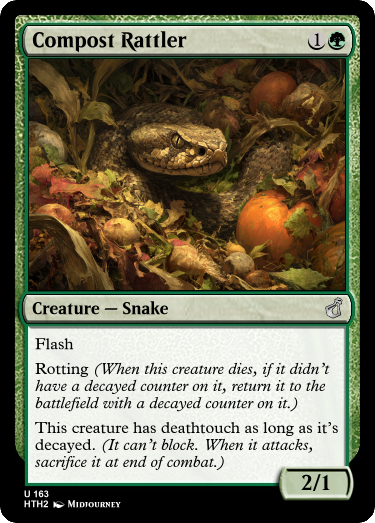 Compost Rattler 1
Creature — Snake
Flash
Rotting (When this creature dies, if it didn't
have a decayed counter on it, return it to the
battlefield with a decayed counter on it.)
This creature has deathtouch as long as it's
decayed. (It can't block. When it attacks,
sacrifice it at end of combat.)
2/1
U 163
HTH2 Midjourney